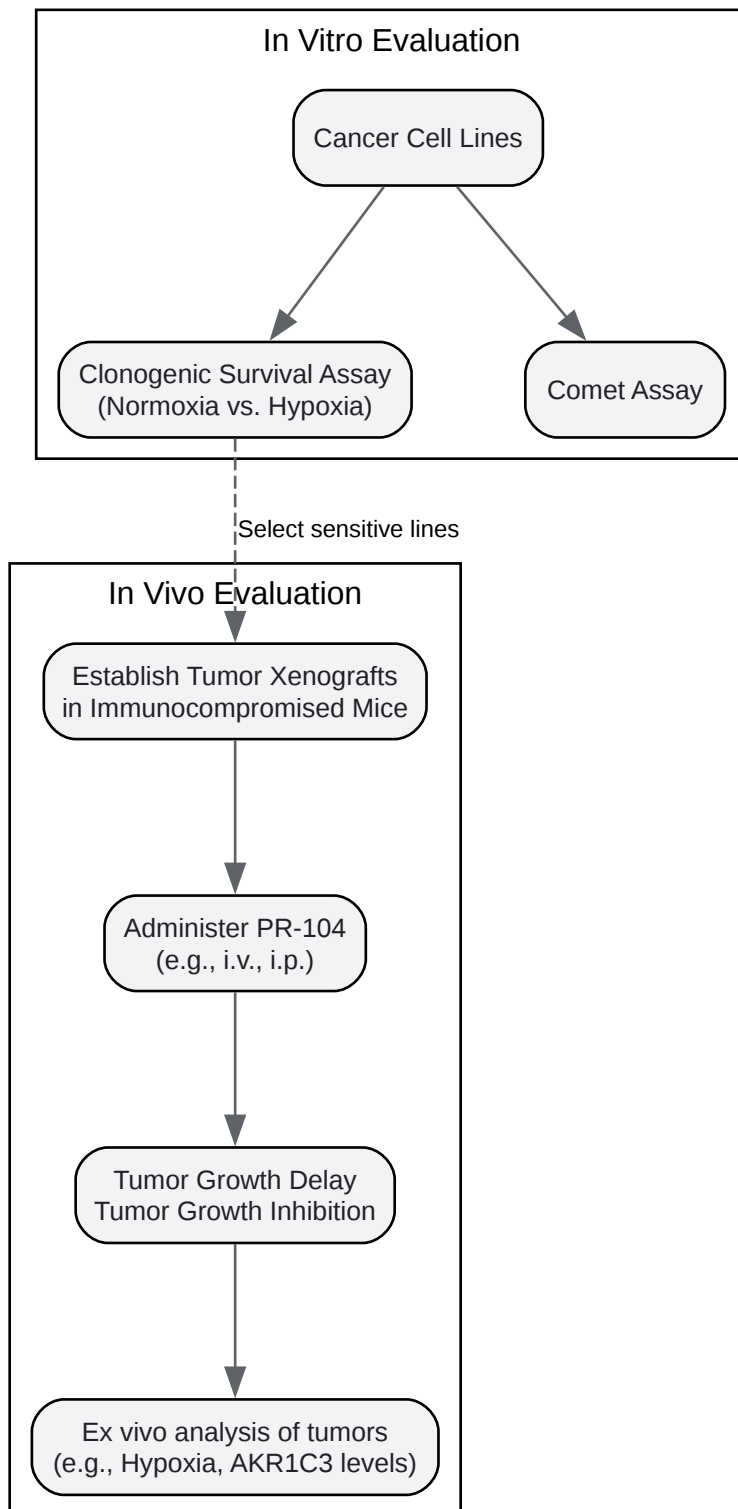 In Vitro Evaluation
Cancer Cell Lines
Clonogenic Survival Assay
(Normoxia vs. Hypoxia)
Comet Assay
Select sensitive lines
In Vivo Evaluation
Establish Tumor Xenografts
in Immunocompromised Mice
Administer PR-104
(e.g., i.v., i.p.)
Tumor Growth Delay
Tumor Growth Inhibition
Ex vivo analysis of tumors
(e.g., Hypoxia, AKR1C3 levels)